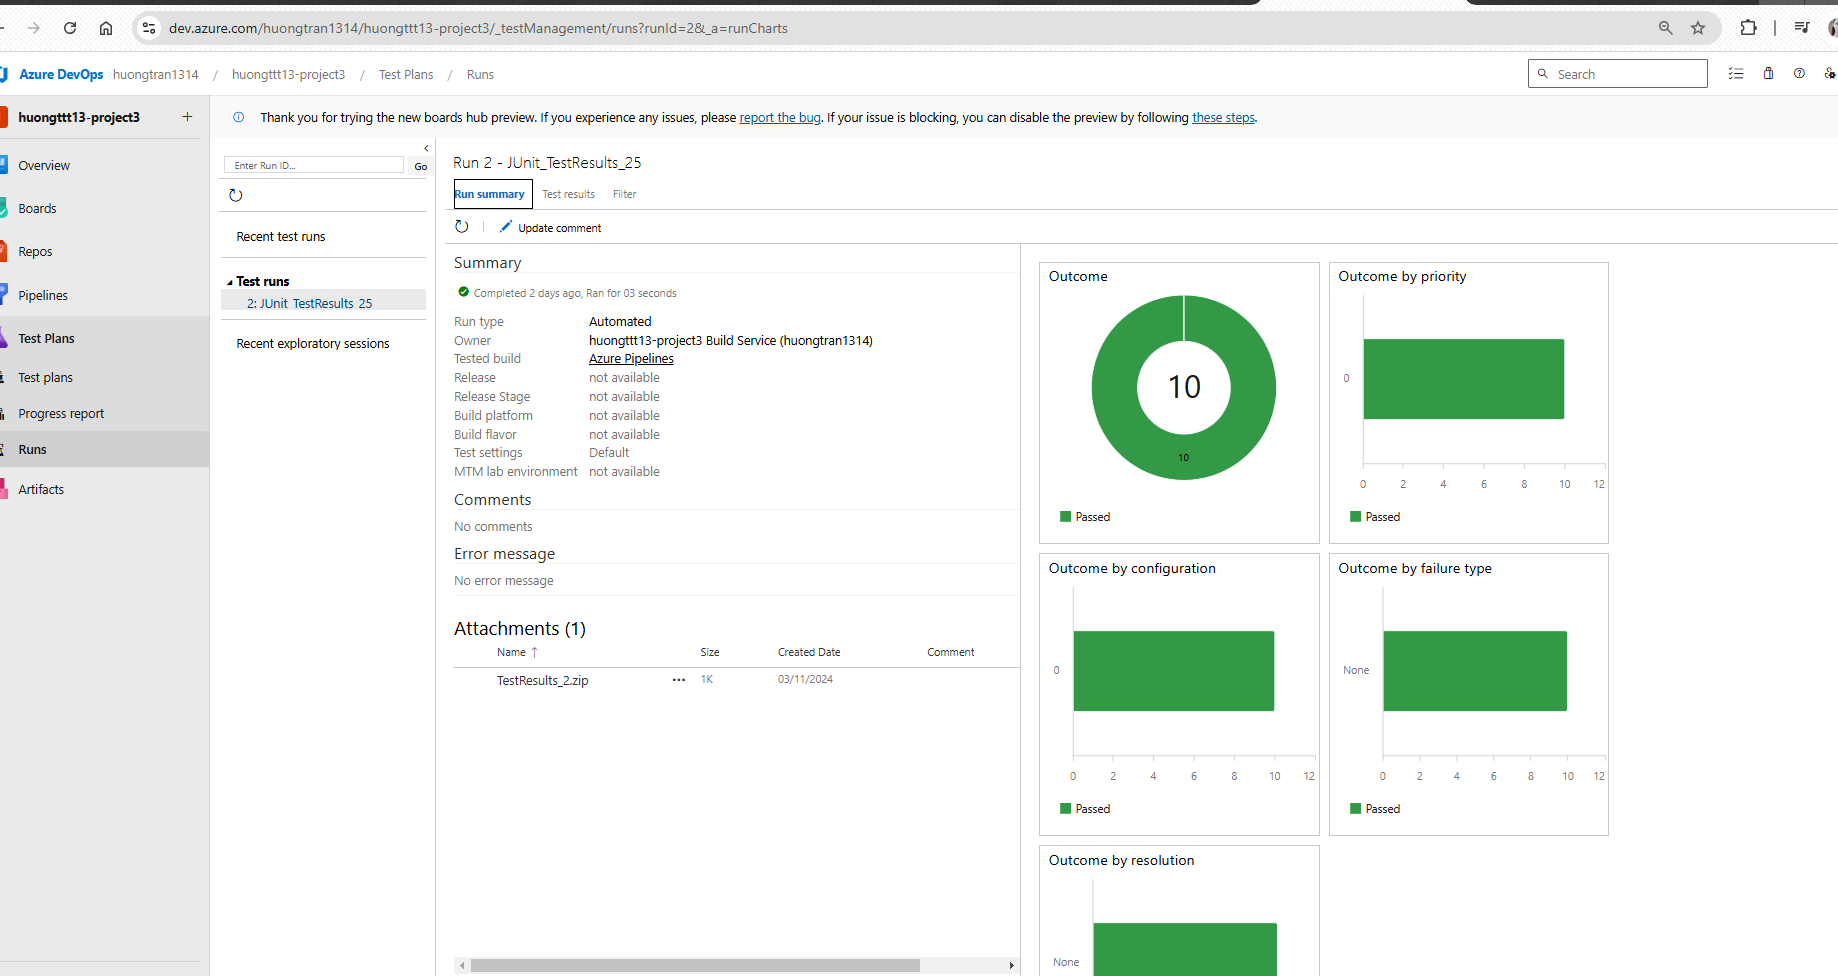 dev.azure.com/huongtran1314/huongttt13-project3/_testManagement/runs?runId=2&_a=runCharts
Azure DevOps huongtran1314 / huongttt13-project3 / Test Plans / Runs
Search
huongttt13-project3 +
Overview
Boards
Repos
Pipelines
Test Plans
Test plans
Progress report
Runs
Artifacts
Thank you for trying the new boards hub preview. If you experience any issues, please report the bug. If your issue is blocking, you can disable the preview by following these steps.
Enter Run ID...
Go
Recent test runs
Test runs
2: JUnit_TestResults_25
Recent exploratory sessions
Run 2 - JUnit_TestResults_25
Run summary Test results Filter
Update comment
Summary
Completed 2 days ago, Ran for 03 seconds
Run type Automated
Owner huongttt13-project3 Build Service (huongtran1314)
Tested build Azure Pipelines
Release not available
Release Stage not available
Build platform not available
Build flavor not available
Test settings Default
MTM lab environment not available
Comments
No comments
Error message
No error message
Attachments (1)
Name ↑ Size Created Date Comment
TestResults_2.zip ... 1K 03/11/2024
Outcome
10
10
Passed
Outcome by priority
0
0 2 4 6 8 10 12
Passed
Outcome by configuration
0
0 2 4 6 8 10 12
Passed
Outcome by failure type
None
0 2 4 6 8 10 12
Passed
Outcome by resolution
None